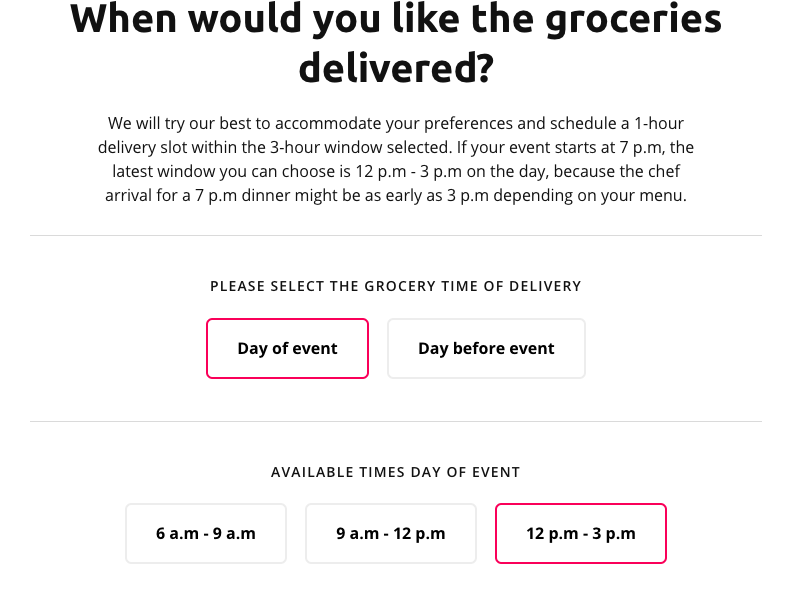 When would you like the groceries
delivered?
We will try our best to accommodate your preferences and schedule a 1-hour
delivery slot within the 3-hour window selected. If your event starts at 7 p.m, the
latest window you can choose is 12 p.m - 3 p.m on the day, because the chef
arrival for a 7 p.m dinner might be as early as 3 p.m depending on your menu.
PLEASE SELECT THE GROCERY TIME OF DELIVERY
Day of event
Day before event
AVAILABLE TIMES DAY OF EVENT
6 a.m - 9 a.m
9 a.m - 12 p.m
12 p.m - 3 p.m